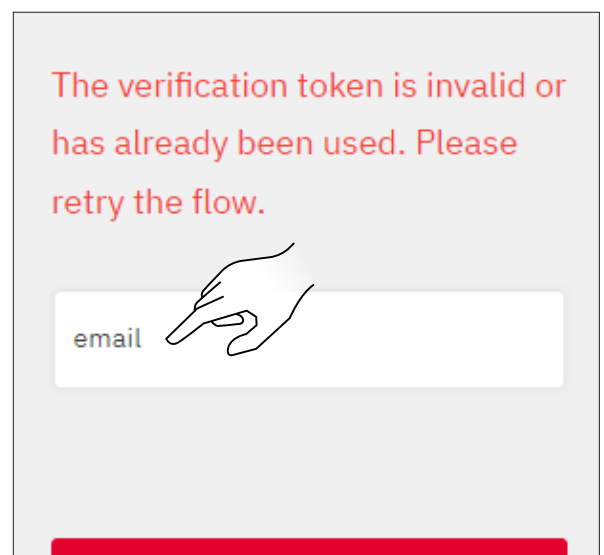 The verification token is invalid or
has already been used. Please
retry the flow.
email